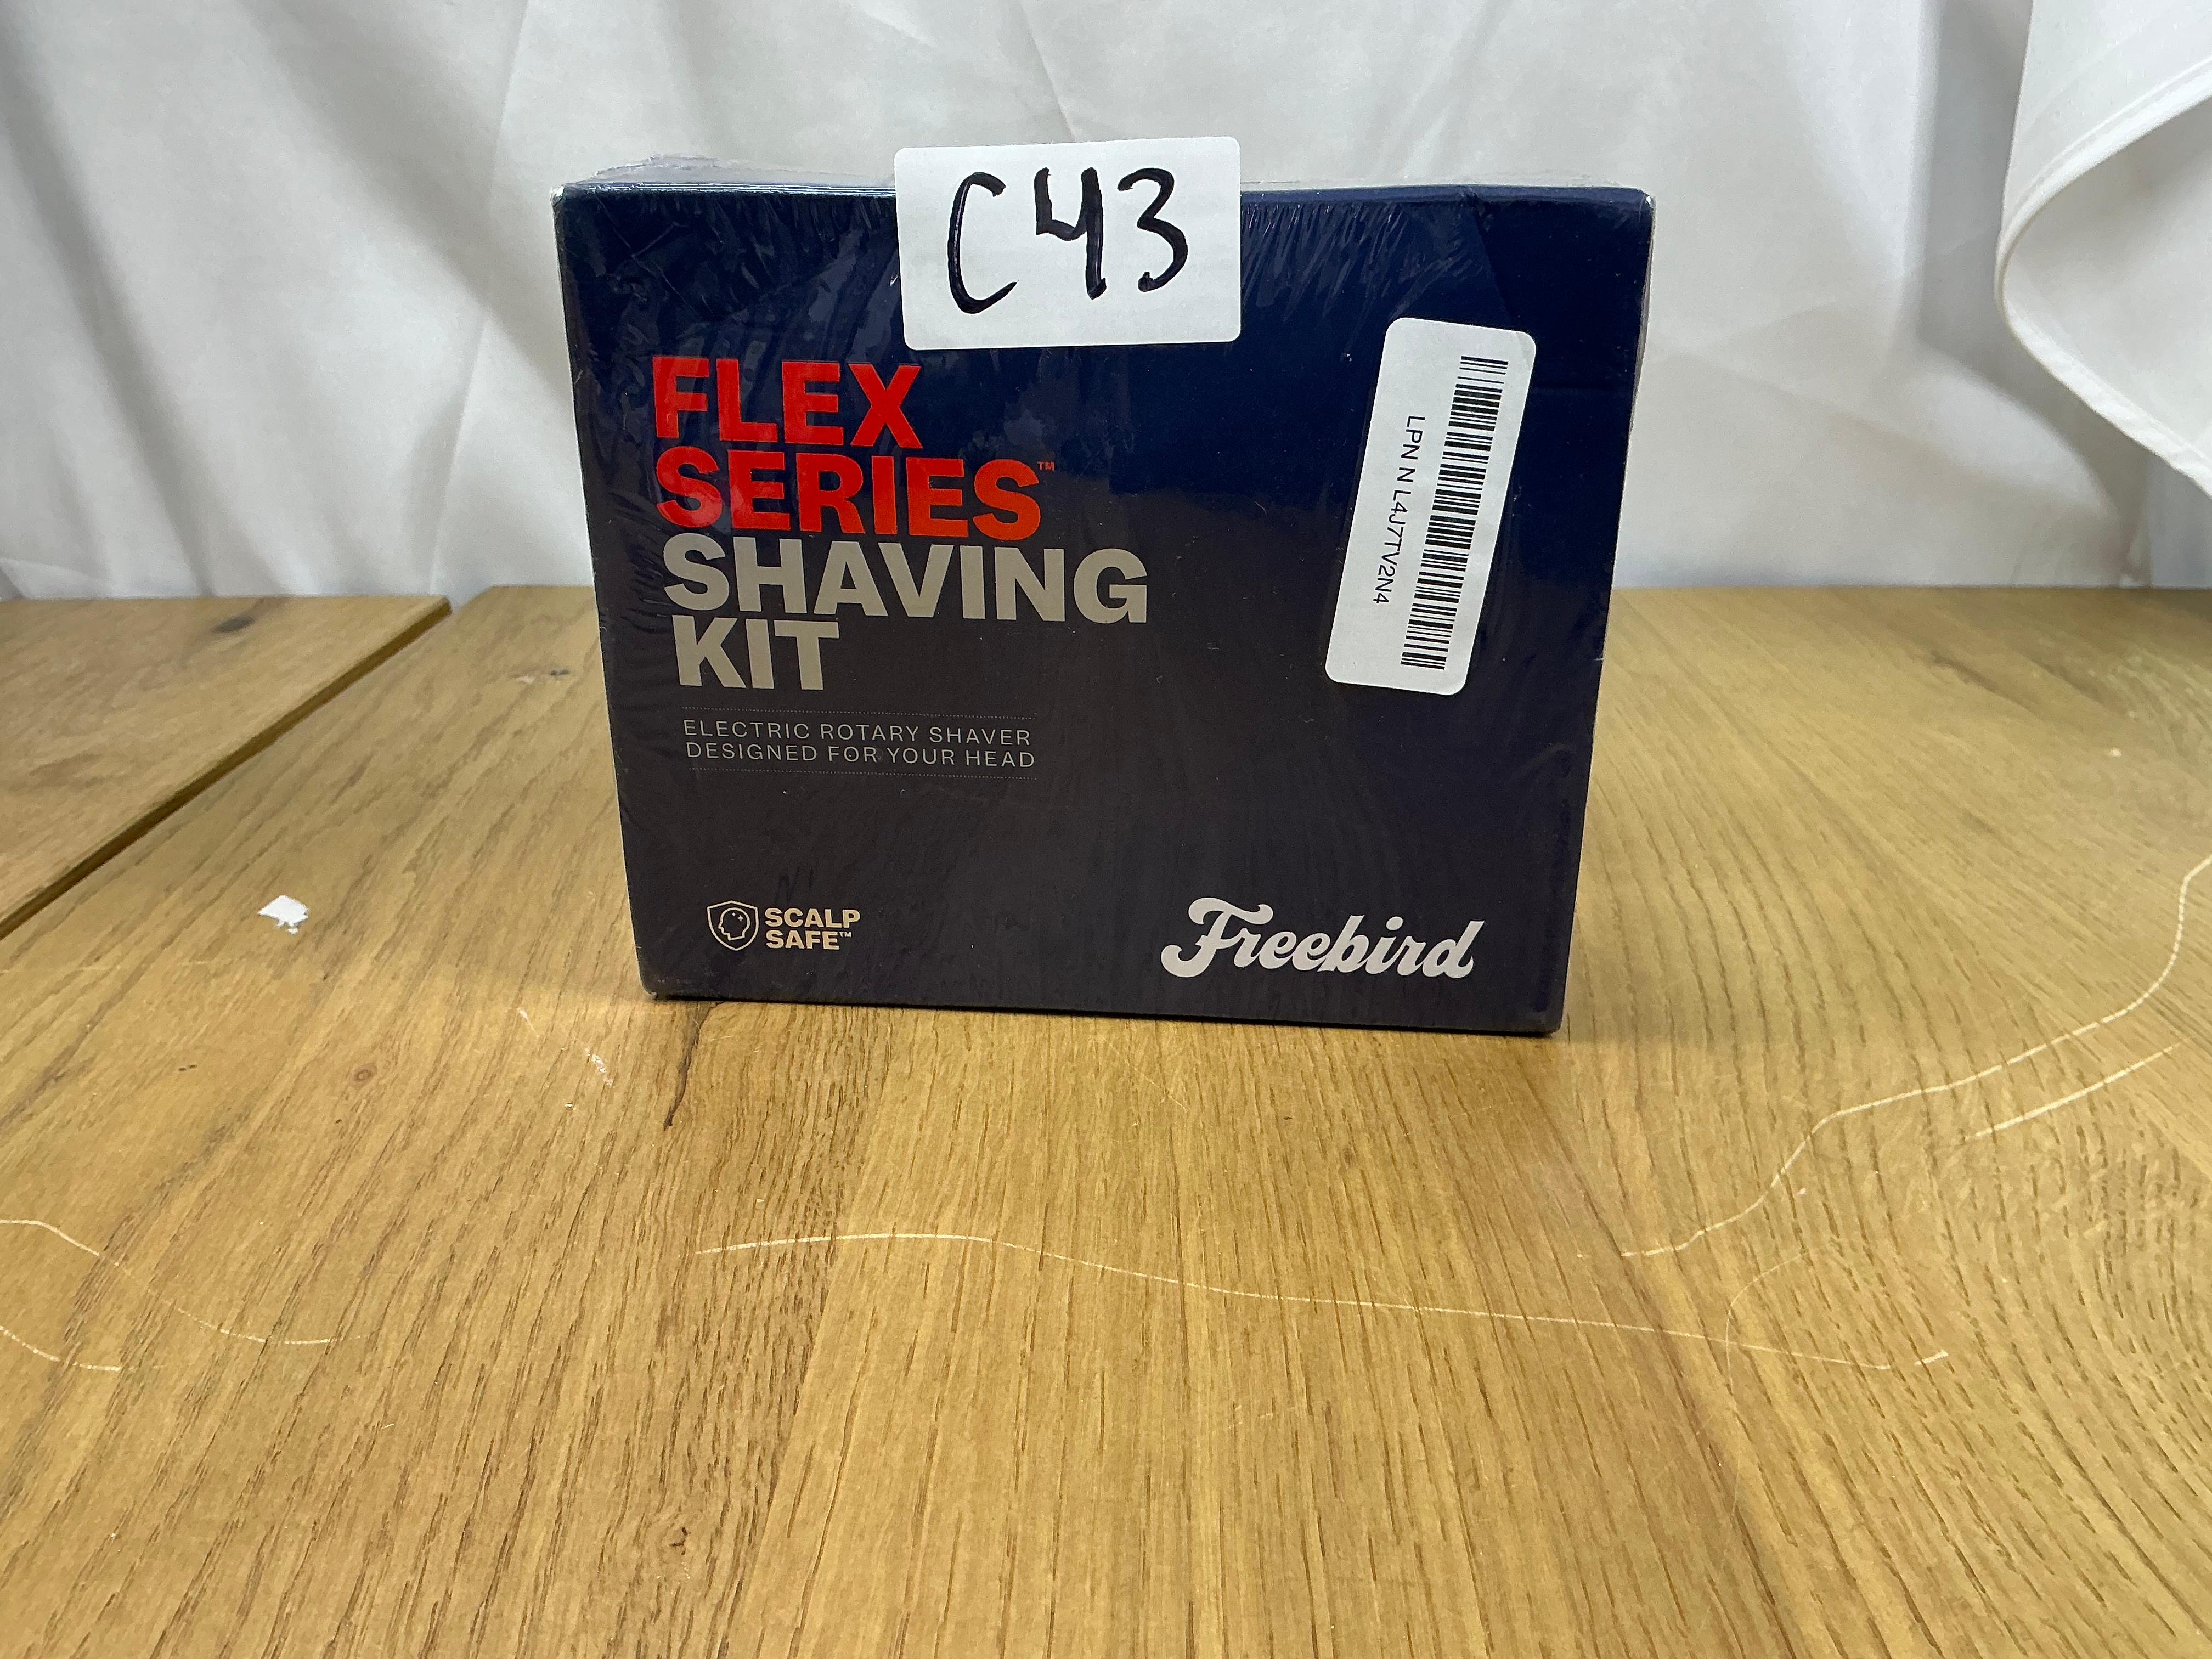 C43
FLEX
SERIES™
SHAVING
KIT
ELECTRIC ROTARY SHAVER
DESIGNED FOR YOUR HEAD
SCALP
SAFE™
Freebird
LPN N L4J7TV2N4